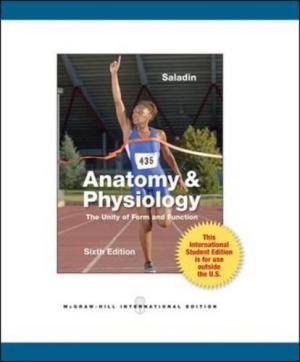 Saladin
435
Anatomy &
Physiology
The Unity of Form and Function
Sixth Edition
This
International
Student Edition
is for use
outside
the U.S.
McGRAW-HILL INTERNATIONAL EDITION